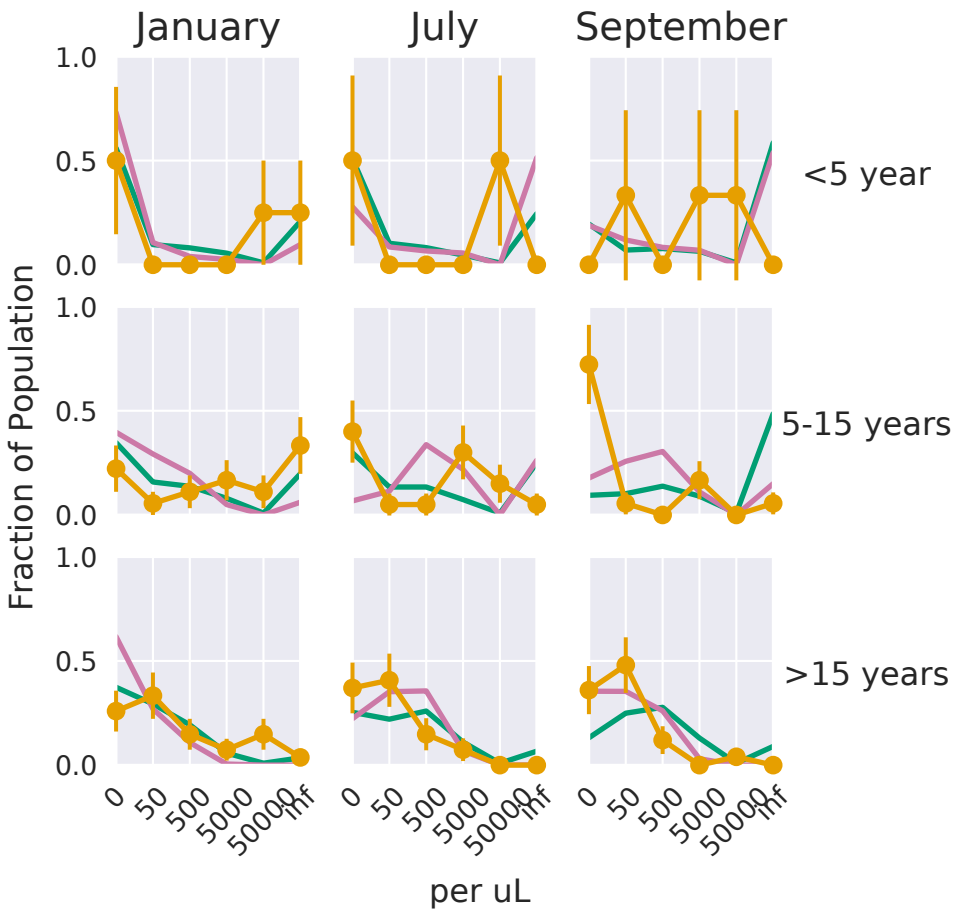 January July September
1.0
0.5
0.0
<5 year
1.0
0.5
0.0
5-15 years
1.0
0.5
0.0
>15 years
Fraction of Population
0 50 500 5000 50000 inf 0 50 500 5000 50000 inf 0 50 500 5000 50000 inf
per uL